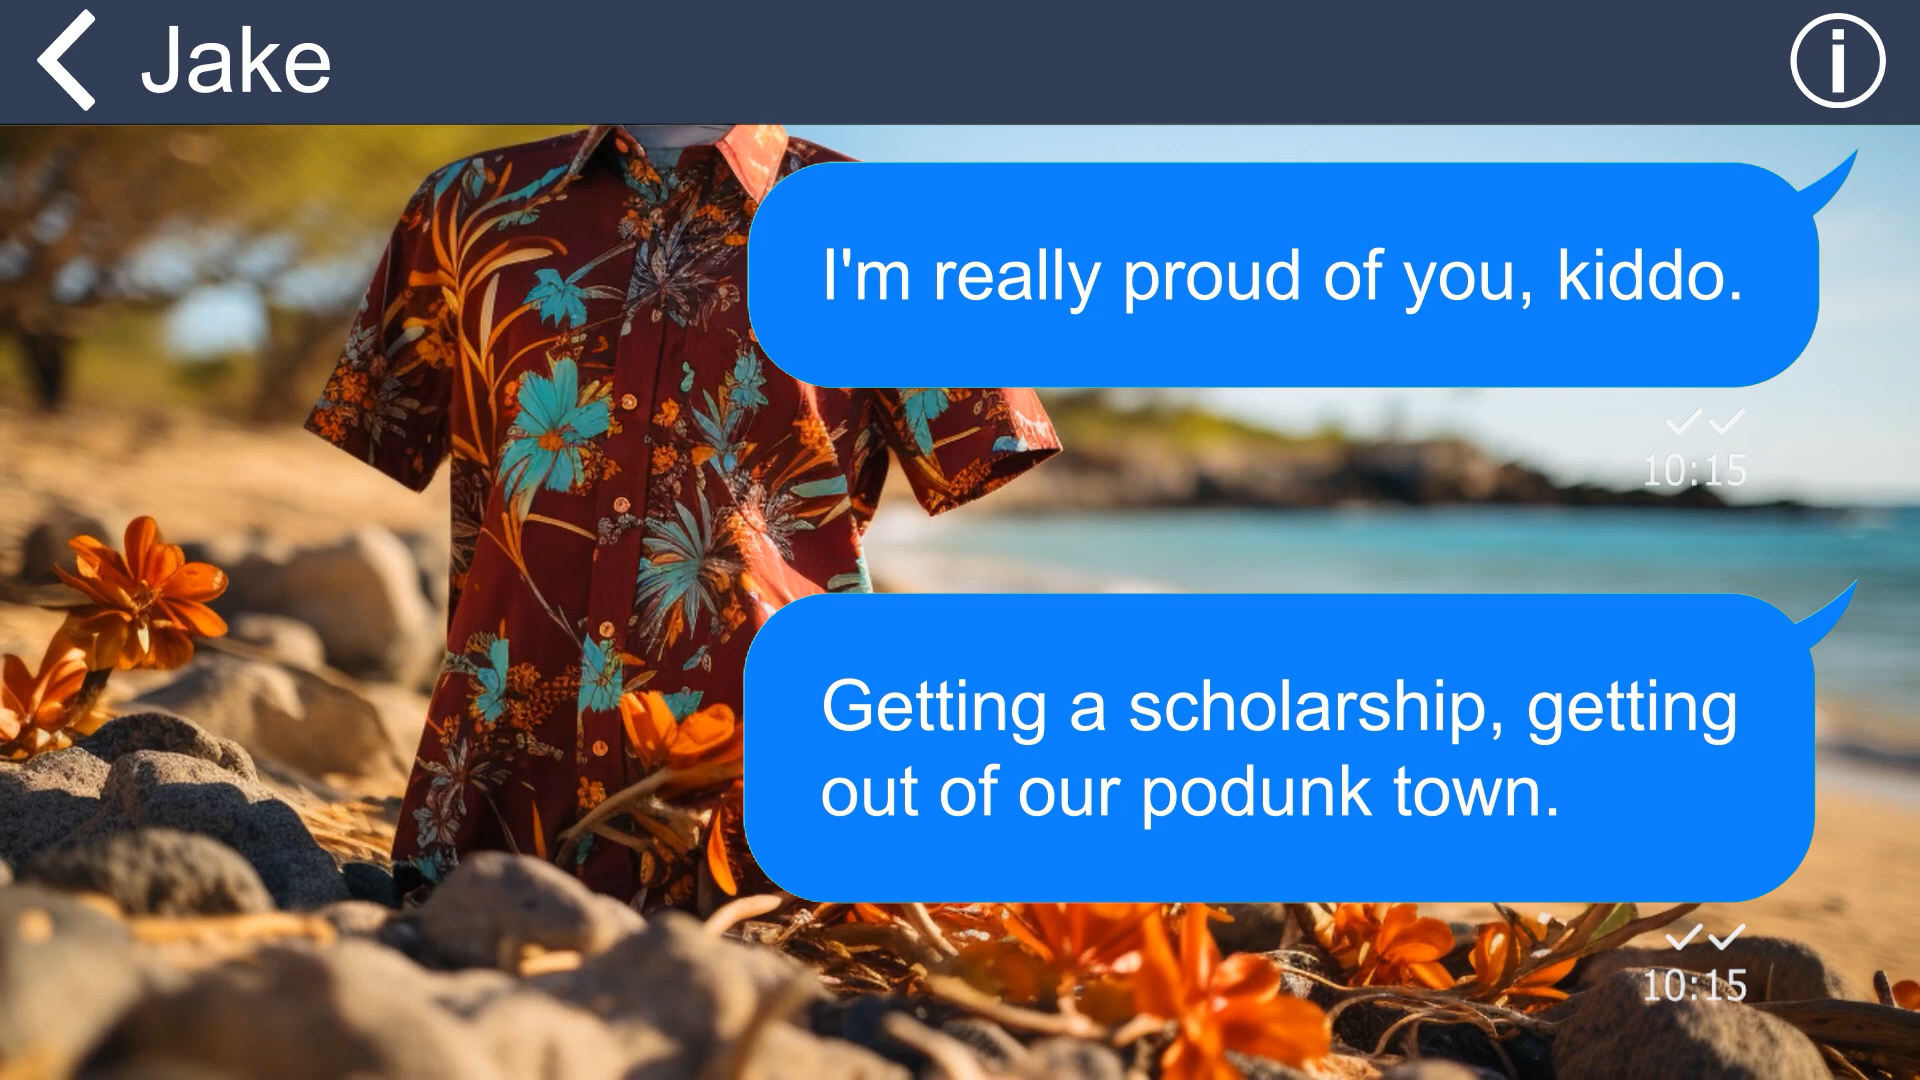 Jake
I'm really proud of you, kiddo.
10:15
Getting a scholarship, getting
out of our podunk town.
10:15